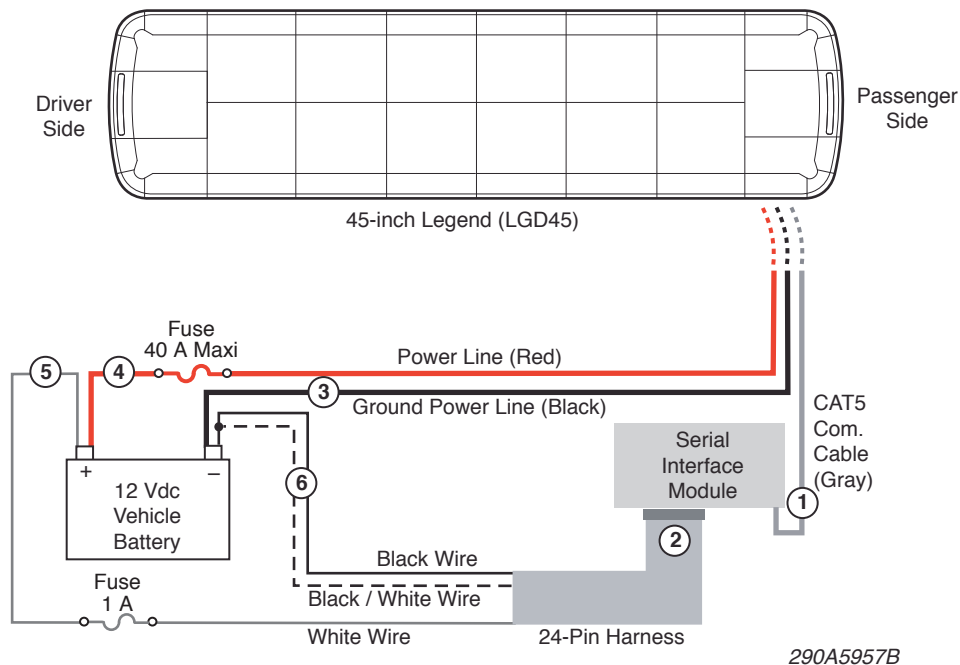 Driver
Side
Passenger
Side
45-inch Legend (LGD45)
Fuse
40 A Maxi
Power Line (Red)
5
4
3
Ground Power Line (Black)
CAT5
Com.
Cable
(Gray)
Serial
Interface
Module
+
–
12 Vdc
Vehicle
Battery
6
1
2
Black Wire
Black / White Wire
Fuse
1 A
White Wire
24-Pin Harness
290A5957B